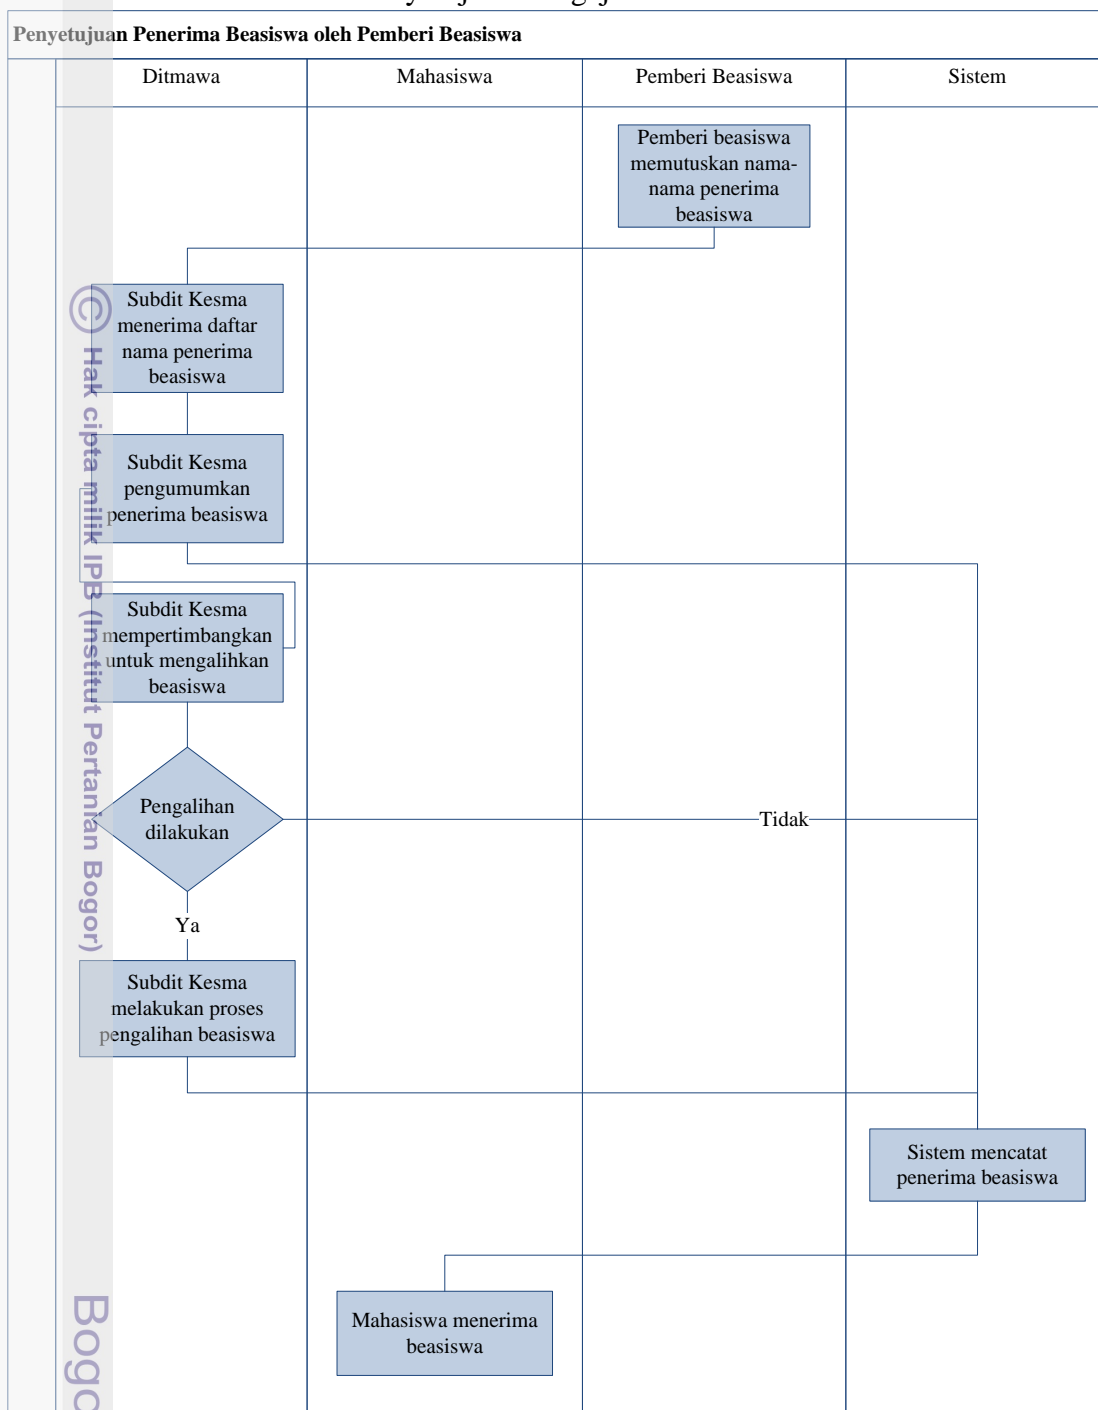 Penyetujuan Penerima Beasiswa oleh Pemberi Beasiswa
Ditmawa
Mahasiswa
Pemberi Beasiswa
Sistem
Pemberi beasiswa
memutuskan nama-
nama penerima
beasiswa
Subdit Kesma
menerima daftar
nama penerima
beasiswa
Subdit Kesma
pengumumkan
penerima beasiswa
Subdit Kesma
mempertimbangkan
untuk mengalihkan
beasiswa
Pengalihan
dilakukan
Tidak
Ya
Subdit Kesma
melakukan proses
pengalihan beasiswa
Sistem mencatat
penerima beasiswa
Mahasiswa menerima
beasiswa
© Hak cipta milik IPB (Institut Pertanian Bogor)